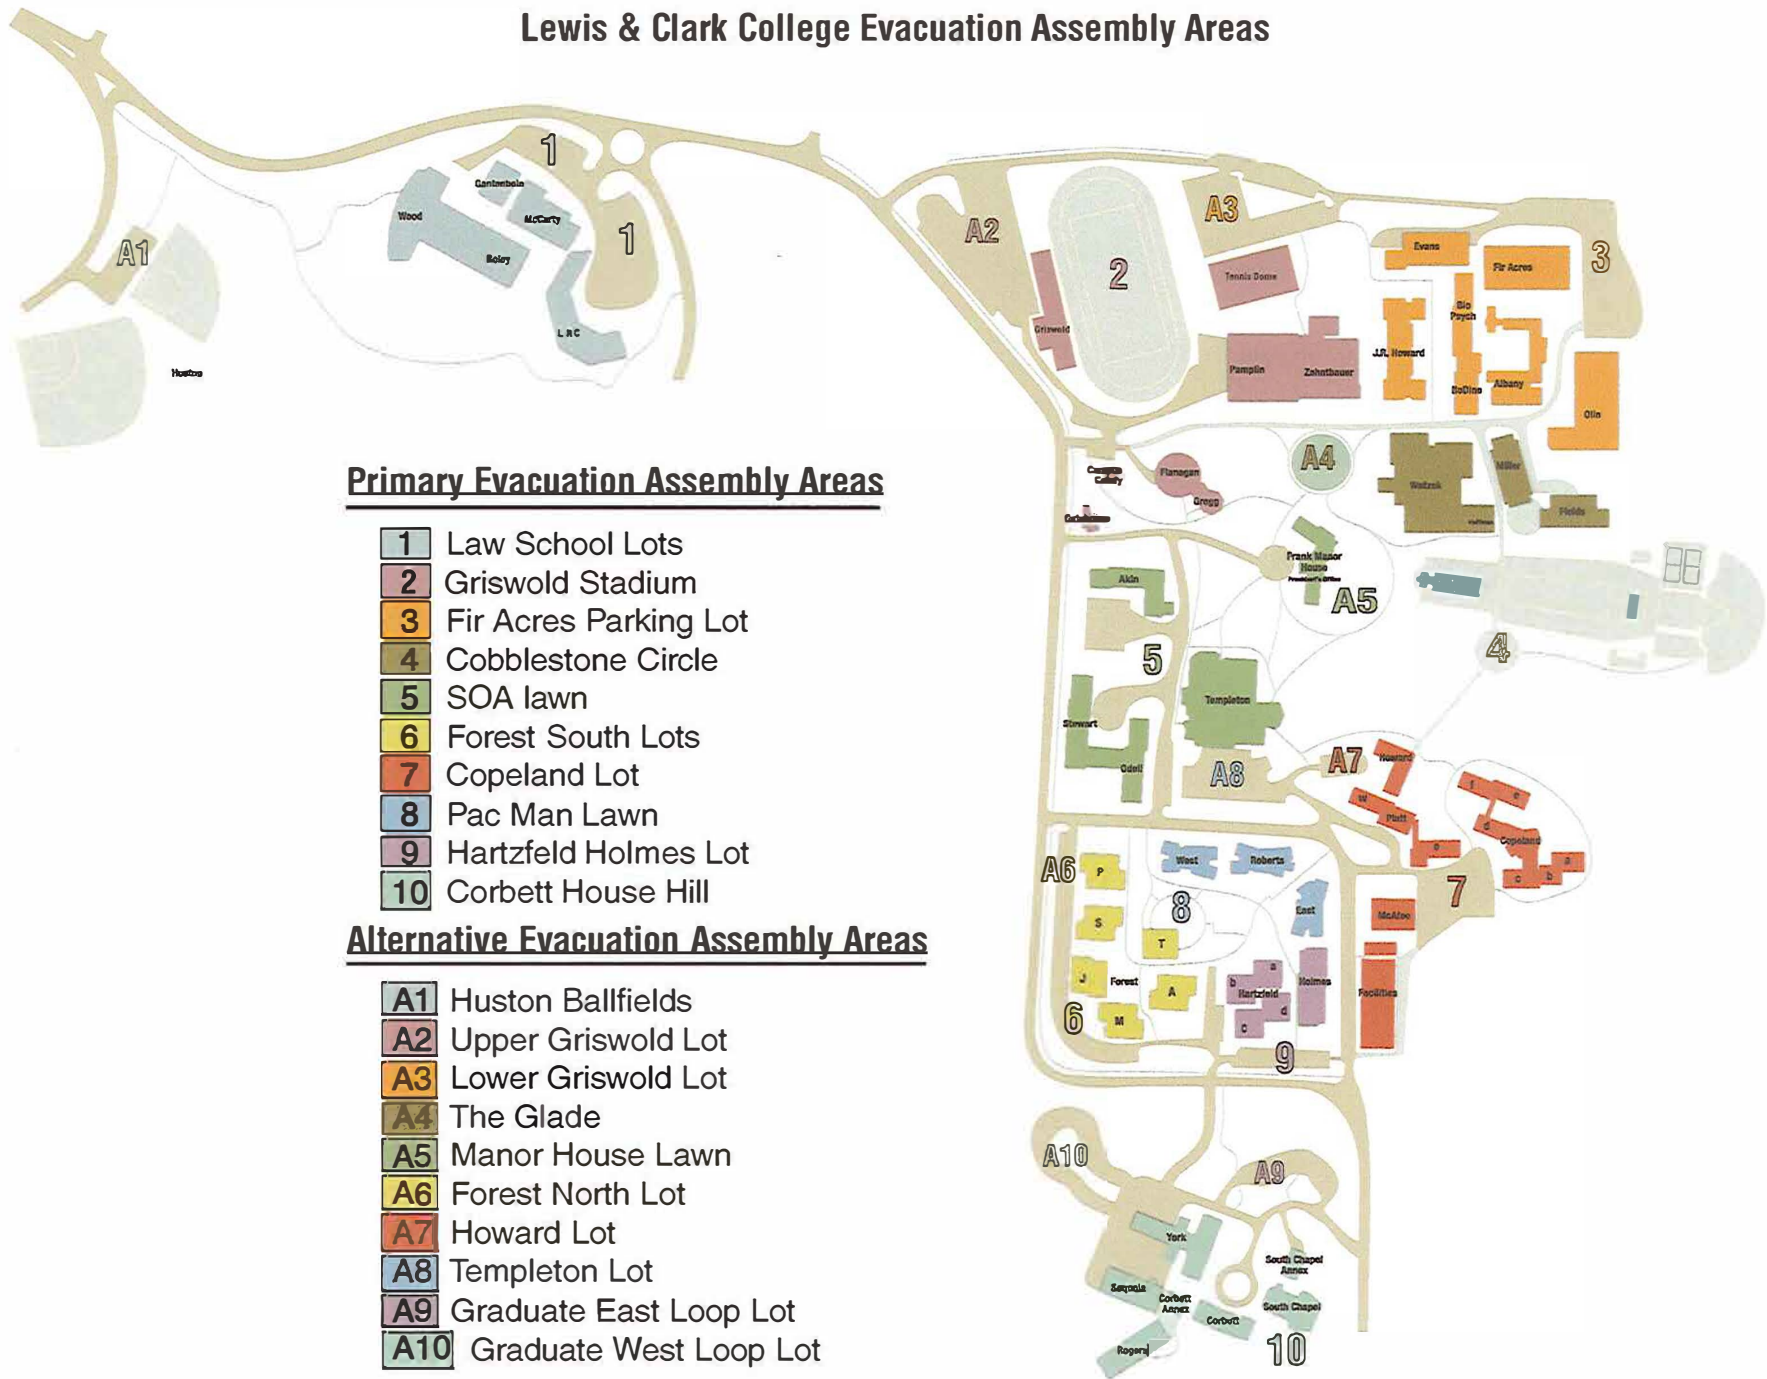 Lewis & Clark College Evacuation Assembly Areas
1
Gantenbein
Wood
McCarty
1
Boley
A1
LRC
Huston
A2
A3
2
Evans
Fir Acres
3
Tennis Dome
Griswold
Bio
Psych
J.R. Howard
Pamplin
Zehntbauer
BoDine
Albany
Olin
A4
Flanagan
Gregg
Watzek
Miller
Fields
Frank Manor
House
President's Office
A5
Akin
4
5
Templeton
Stewart
Odell
A8
A7
Howard
w
Platt
e
f
e
d
Copeland
a
b
c
7
McAfee
Facilities
A6
P
S
T
J
Forest
A
M
6
West
Roberts
8
East
a
b
Hartzfeld
d
c
Holmes
9
A10
A9
York
South Chapel
Annex
Sequoia
Corbett
Annex
South Chapel
Corbett
Rogers
10
Primary Evacuation Assembly Areas
1 Law School Lots
2 Griswold Stadium
3 Fir Acres Parking Lot
4 Cobblestone Circle
5 SOA lawn
6 Forest South Lots
7 Copeland Lot
8 Pac Man Lawn
9 Hartzfeld Holmes Lot
10 Corbett House Hill
Alternative Evacuation Assembly Areas
A1 Huston Ballfields
A2 Upper Griswold Lot
A3 Lower Griswold Lot
A4 The Glade
A5 Manor House Lawn
A6 Forest North Lot
A7 Howard Lot
A8 Templeton Lot
A9 Graduate East Loop Lot
A10 Graduate West Loop Lot